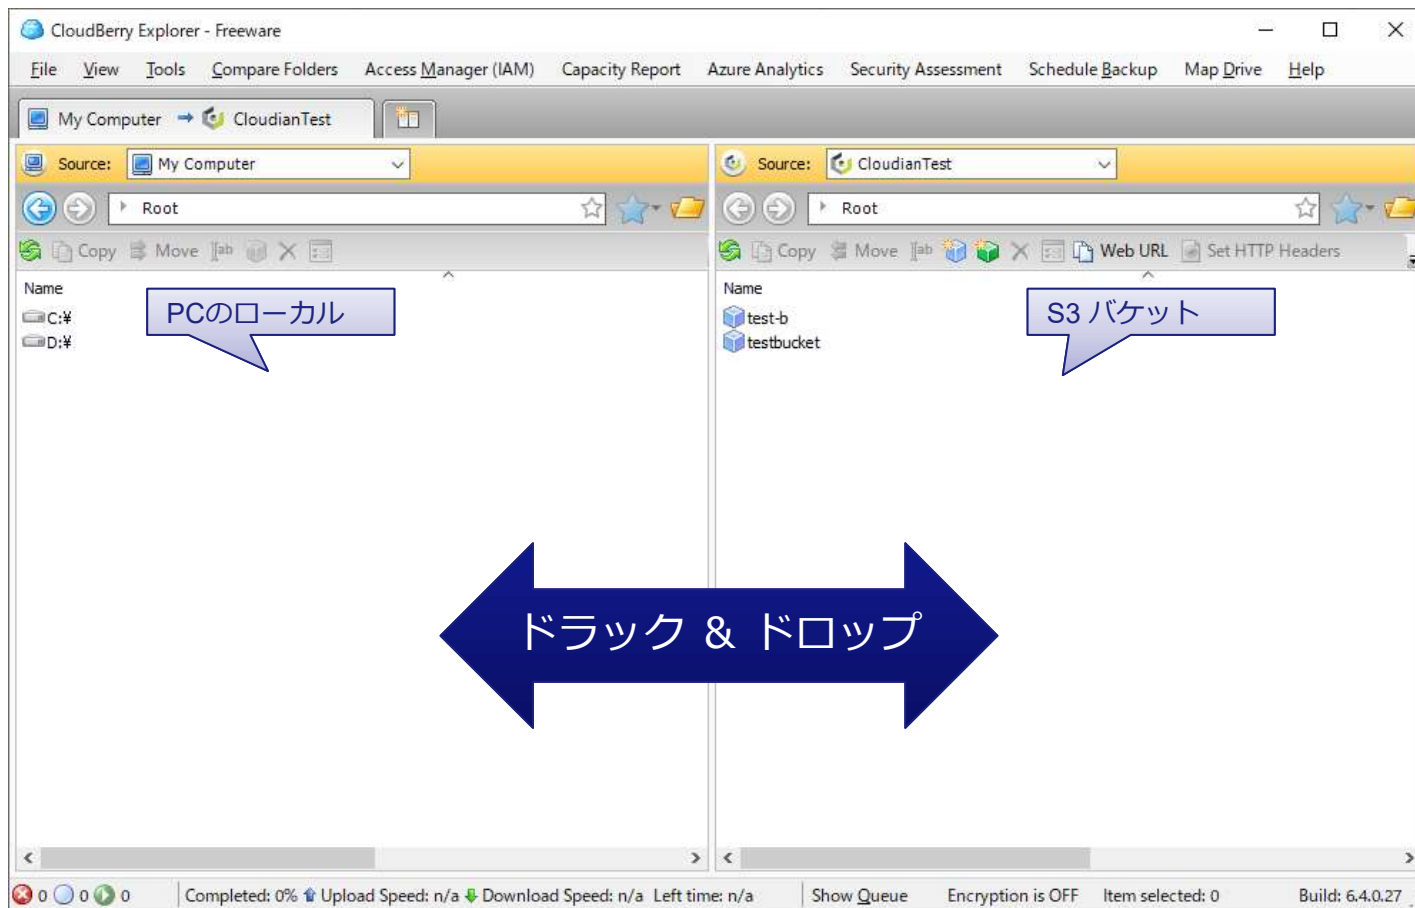 CloudBerry Explorer - Freeware
File View Tools Compare Folders Access Manager (IAM) Capacity Report Azure Analytics Security Assessment Schedule Backup Map Drive Help
My Computer CloudianTest
Source: My Computer
Source: CloudianTest
Root
Root
Copy Move ab
Copy Move ab Web URL Set HTTP Headers
Name
Name
PCのローカル
S3 バケット
C:¥
D:¥
test-b
testbucket
ドラック & ドロップ
0 0 0 Completed: 0% Upload Speed: n/a Download Speed: n/a Left time: n/a Show Queue Encryption is OFF Item selected: 0 Build: 6.4.0.27